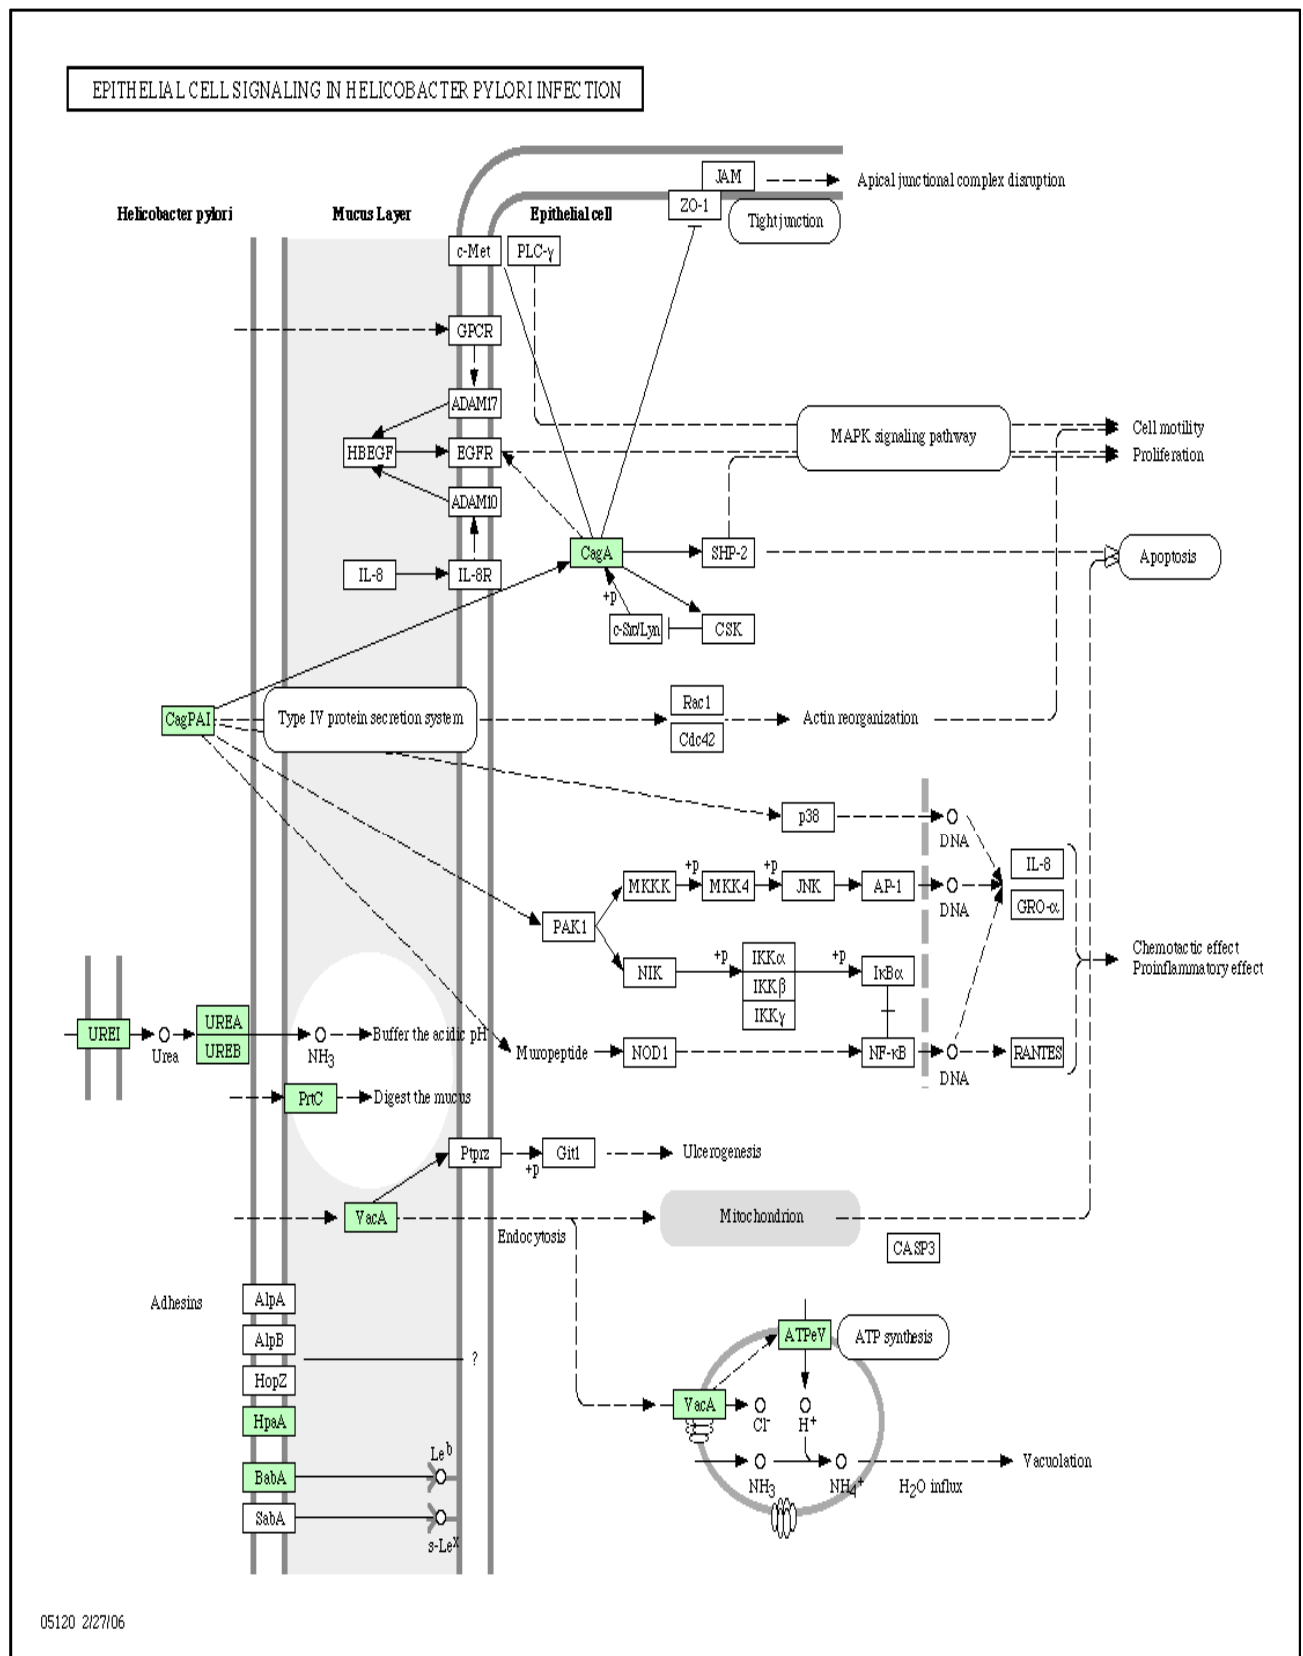 EPITHELIAL CELL SIGNALING IN HELICOBACTER PYLORI INFECTION
JAM
Apical junctional complex disruption
ZO-1
Tight junction
Helicobacter pylori
Mucus Layer
Epithelial cell
c-Met
PLC-γ
GPCR
ADAM17
HBEGF
EGFR
MAPK signaling pathway
Cell motility
Proliferation
ADAM10
CagA
SHP-2
Apoptosis
IL-8
IL-8R
+p
c-Src/Lyn
CSK
CagPAI
Type IV protein secretion system
Rac1
Cdc42
Actin reorganization
p38
DNA
IL-8
GRO-α
MKKK
+p
MKK4
+p
JNK
AP-1
DNA
PAK1
NIK
+p
IKKα
IKKβ
IKKγ
+p
IκBα
Chemotactic effect
Proinflammatory effect
UREI
Urea
UREA
UREB
NH3
Buffer the acidic pH
Muropeptide
NOD1
NF-κB
DNA
RANTES
PrtC
Digest the mucus
Ptprz
+p
Git1
Ulcerogenesis
VacA
Endocytosis
Mitochondrion
CASP3
Adhesins
AlpA
AlpB
HopZ
HpaA
BabA
SabA
?
Le b
s-Le x
ATPeV
ATP synthesis
VacA
Cl-
H+
NH3
NH4+
H2O influx
Vacuolation
05120 2/27/06